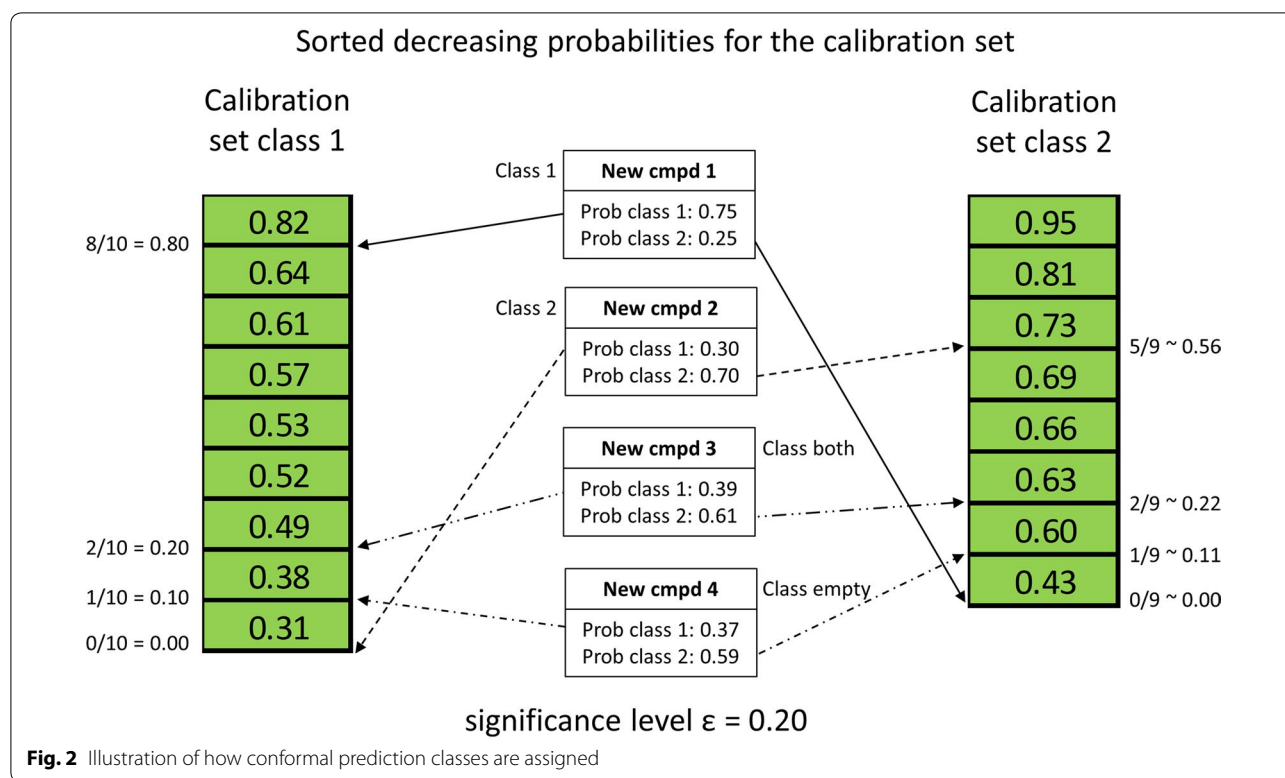 Sorted decreasing probabilities for the calibration set
Calibration
set class 1
8/10 = 0.80
2/10 = 0.20
1/10 = 0.10
0/10 = 0.00
0.82
0.64
0.61
0.57
0.53
0.52
0.49
0.38
0.31
Class 1
New cmpd 1
Prob class 1: 0.75
Prob class 2: 0.25
Class 2
New cmpd 2
Prob class 1: 0.30
Prob class 2: 0.70
New cmpd 3
Class both
Prob class 1: 0.39
Prob class 2: 0.61
New cmpd 4
Class empty
Prob class 1: 0.37
Prob class 2: 0.59
Calibration
set class 2
0.95
0.81
0.73
0.69
0.66
0.63
0.60
0.43
5/9 ~ 0.56
2/9 ~ 0.22
1/9 ~ 0.11
0/9 ~ 0.00
significance level ε = 0.20
Fig. 2 Illustration of how conformal prediction classes are assigned